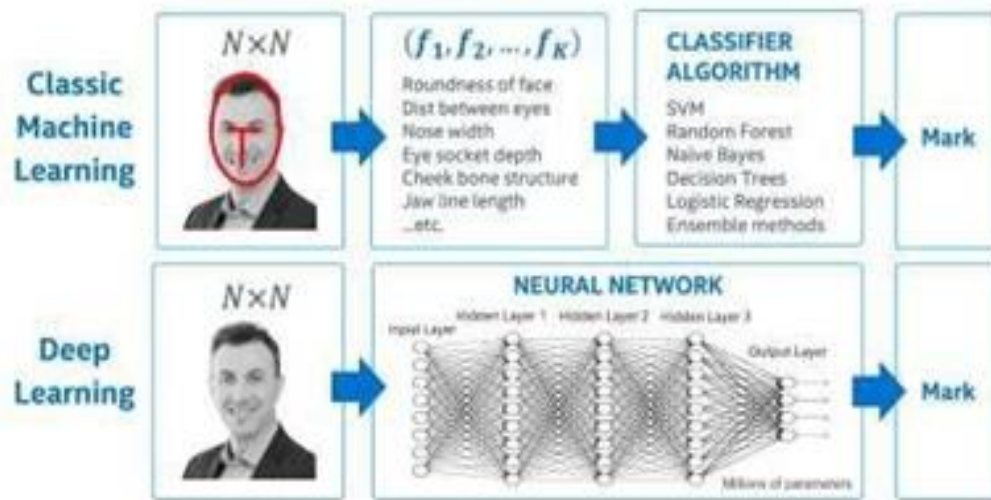 Classic
Machine
Learning
N×N
(f1,f2,...,fK)
Roundness of face
Dist between eyes
Nose width
Eye socket depth
Cheek bone structure
Jaw line length
...etc.
CLASSIFIER
ALGORITHM
SVM
Random Forest
Naïve Bayes
Decision Trees
Logistic Regression
Ensemble methods
Mark
Deep
Learning
N×N
NEURAL NETWORK
Input Layer
Hidden Layer 1
Hidden Layer 2
Hidden Layer 3
Output Layer
Millions of parameters
Mark